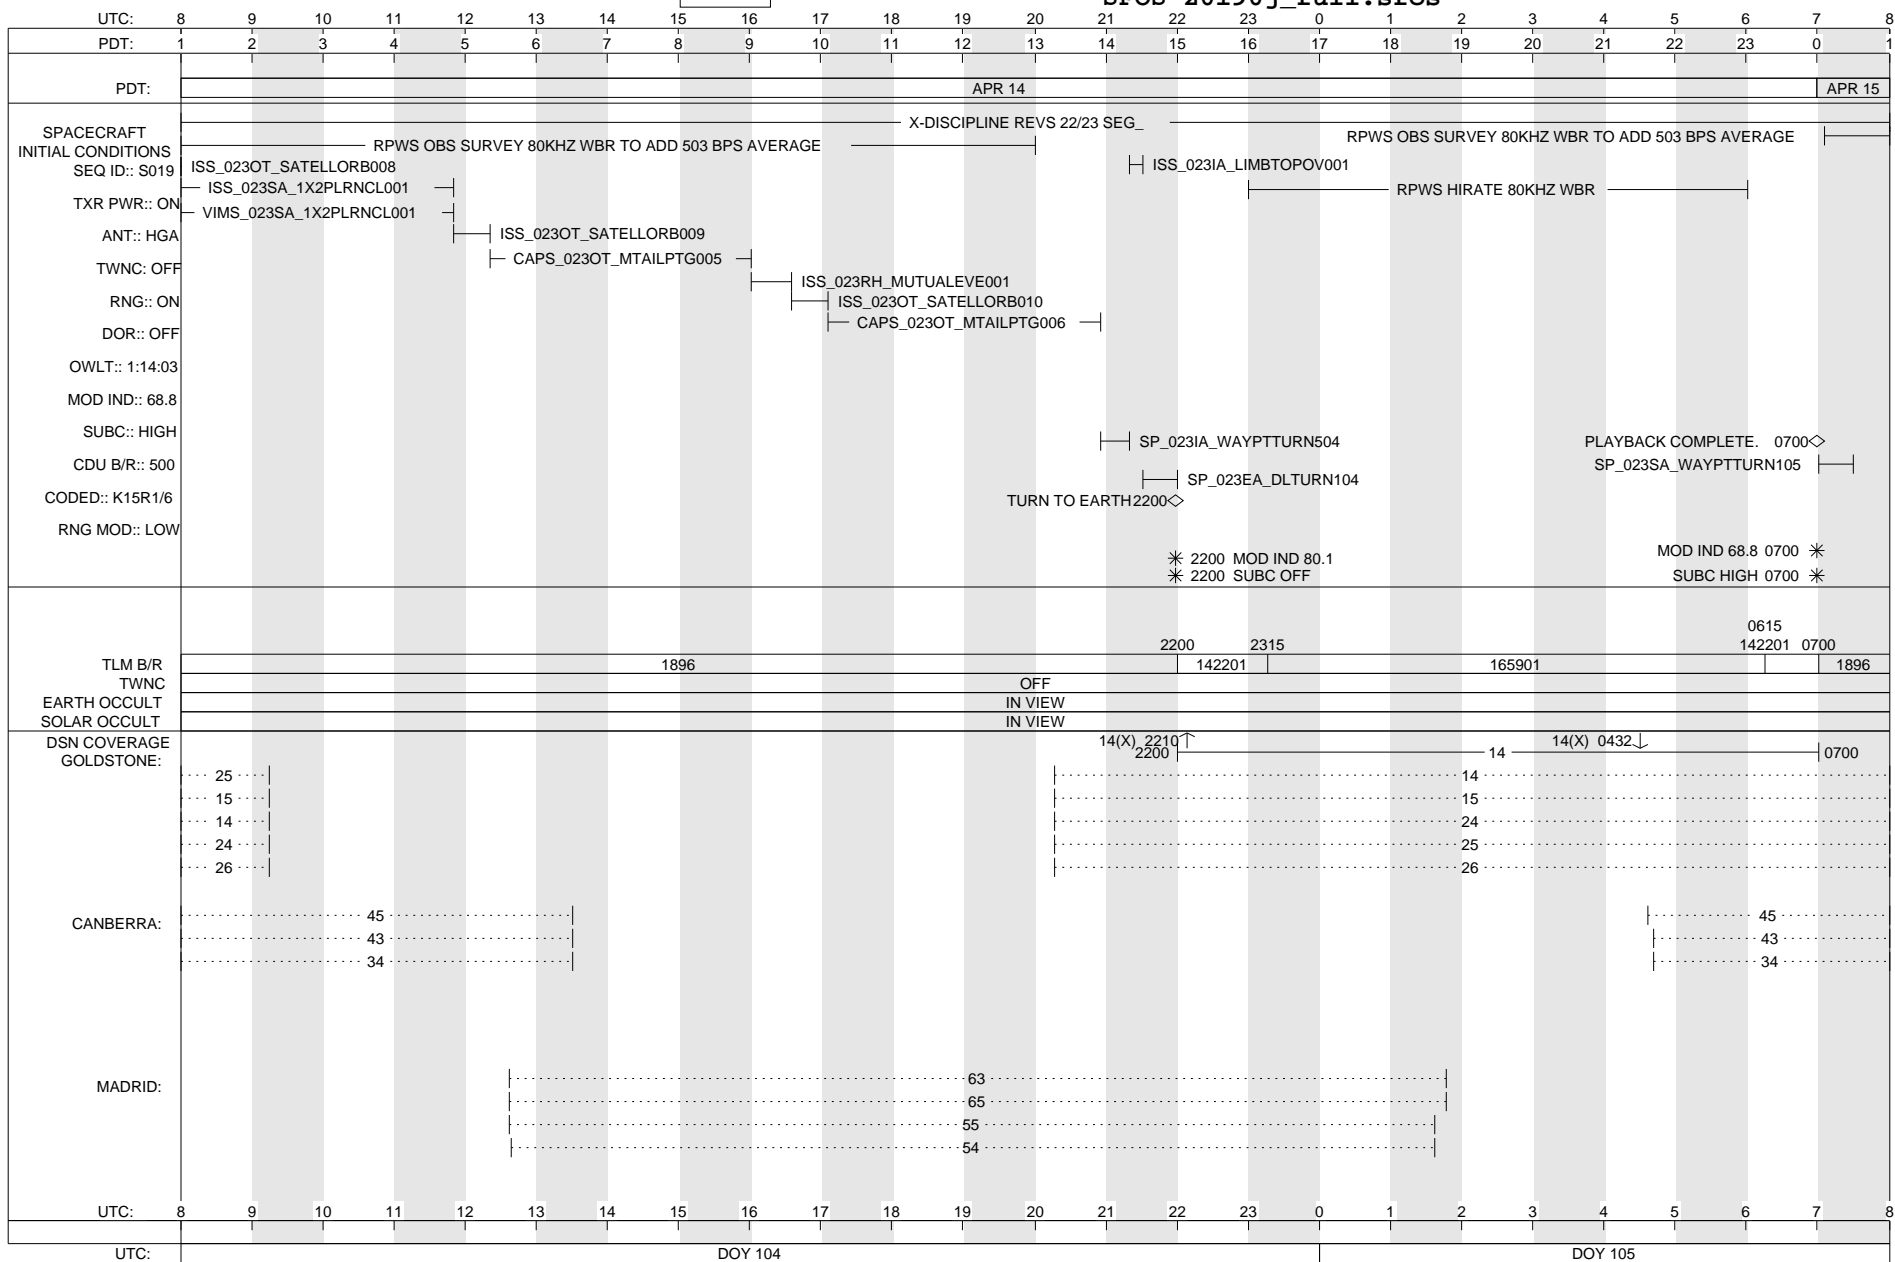 UTC: 8 9 10 11 12 13 14 15 16 17 18 19 20 21 22 23 0 1 2 3 4 5 6 7 8
PDT: 1 2 3 4 5 6 7 8 9 10 11 12 13 14 15 16 17 18 19 20 21 22 23 0 1
PDT: APR 14 APR 15
X-DISCIPLINE REVS 22/23 SEG_
SPACECRAFT
INITIAL CONDITIONS
RPWS OBS SURVEY 80KHZ WBR TO ADD 503 BPS AVERAGE
RPWS OBS SURVEY 80KHZ WBR TO ADD 503 BPS AVERAGE
SEQ ID:: S019
ISS_023OT_SATELLORB008
ISS_023IA_LIMBTOPOV001
ISS_023SA_1X2PLRNCL001
RPWS HIRATE 80KHZ WBR
TXR PWR:: ON
VIMS_023SA_1X2PLRNCL001
ANT:: HGA
ISS_023OT_SATELLORB009
CAPS_023OT_MTAILPTG005
TWNC: OFF
ISS_023RH_MUTUALEVE001
RNG:: ON
ISS_023OT_SATELLORB010
CAPS_023OT_MTAILPTG006
DOR:: OFF
OWLT:: 1:14:03
MOD IND:: 68.8
SUBC:: HIGH
SP_023IA_WAYPTTURN504
PLAYBACK COMPLETE. 0700
CDU B/R:: 500
SP_023SA_WAYPTTURN105
SP_023EA_DLTURN104
CODED:: K15R1/6
TURN TO EARTH 2200
RNG MOD:: LOW
2200 MOD IND 80.1
MOD IND 68.8 0700
2200 SUBC OFF
SUBC HIGH 0700
0615
2200 2315 142201 0700
TLM B/R 1896 142201 165901 1896
TWNC OFF
EARTH OCCULT IN VIEW
SOLAR OCCULT IN VIEW
DSN COVERAGE 14(X) 2210 14(X) 0432
GOLDSTONE: 2200 14 0700
25 14
15 15
14 24
24 25
26 26
CANBERRA:
45 45
43 43
34 34
MADRID:
63
65
55
54
UTC: 8 9 10 11 12 13 14 15 16 17 18 19 20 21 22 23 0 1 2 3 4 5 6 7 8
UTC: DOY 104 DOY 105